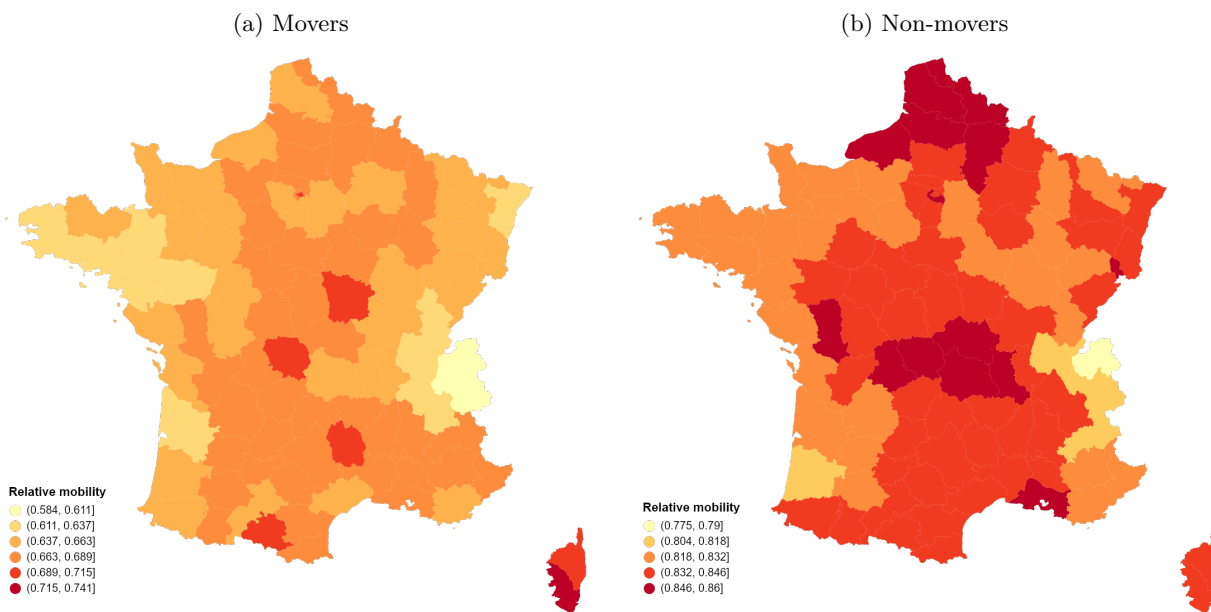 (a) Movers
(b) Non-movers
Relative mobility
(0.584, 0.611]
(0.611, 0.637]
(0.637, 0.663]
(0.663, 0.689]
(0.689, 0.715]
(0.715, 0.741]
Relative mobility
(0.775, 0.79]
(0.804, 0.818]
(0.818, 0.832]
(0.832, 0.846]
(0.846, 0.86]